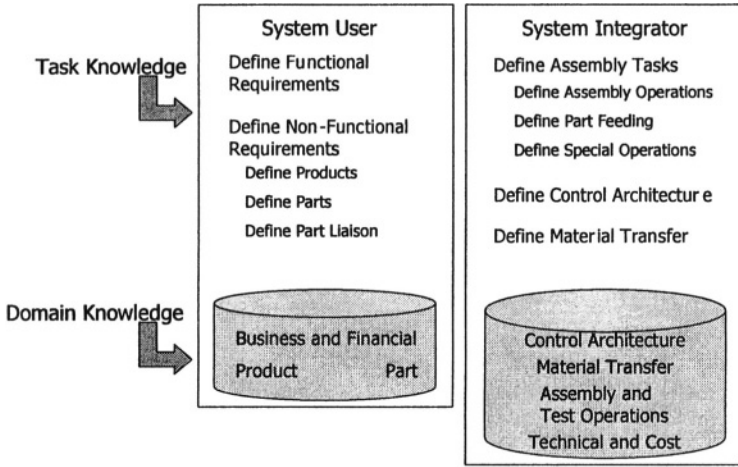 Task Knowledge
Domain Knowledge
System User
Define Functional
Requirements
Define Non-Functional
Requirements
Define Products
Define Parts
Define Part Liaison
Business and Financial
Product Part
System Integrator
Define Assembly Tasks
Define Assembly Operations
Define Part Feeding
Define Special Operations
Define Control Architecture
Define Material Transfer
Control Architecture
Material Transfer
Assembly and
Test Operations
Technical and Cost